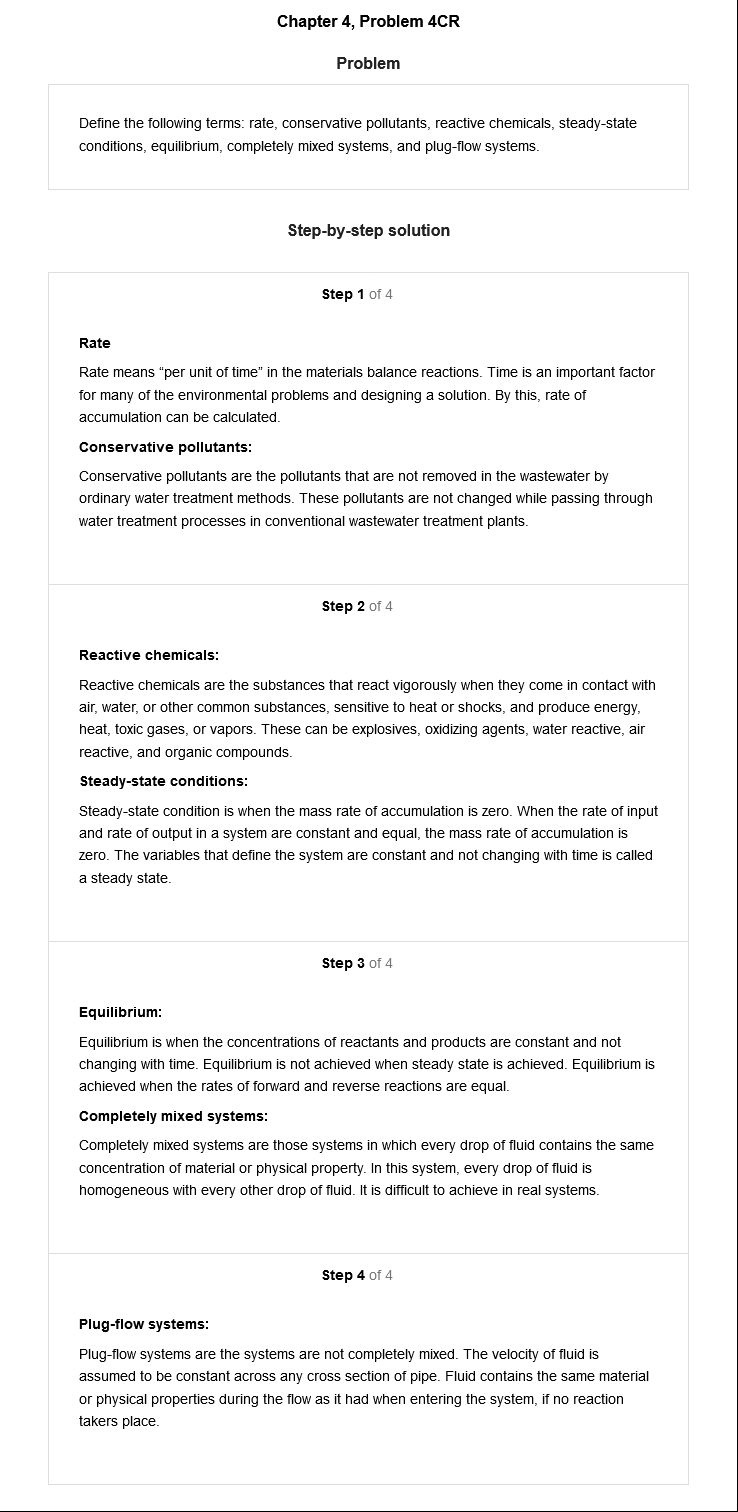 Chapter 4, Problem 4CR
Problem
Define the following terms: rate, conservative pollutants, reactive chemicals, steady-state
conditions, equilibrium, completely mixed systems, and plug-flow systems.
Step-by-step solution
Step 1 of 4
Rate
Rate means “per unit of time” in the materials balance reactions. Time is an important factor
for many of the environmental problems and designing a solution. By this, rate of
accumulation can be calculated.
Conservative pollutants:
Conservative pollutants are the pollutants that are not removed in the wastewater by
ordinary water treatment methods. These pollutants are not changed while passing through
water treatment processes in conventional wastewater treatment plants.
Step 2 of 4
Reactive chemicals:
Reactive chemicals are the substances that react vigorously when they come in contact with
air, water, or other common substances, sensitive to heat or shocks, and produce energy,
heat, toxic gases, or vapors. These can be explosives, oxidizing agents, water reactive, air
reactive, and organic compounds.
Steady-state conditions:
Steady-state condition is when the mass rate of accumulation is zero. When the rate of input
and rate of output in a system are constant and equal, the mass rate of accumulation is
zero. The variables that define the system are constant and not changing with time is called
a steady state.
Step 3 of 4
Equilibrium:
Equilibrium is when the concentrations of reactants and products are constant and not
changing with time. Equilibrium is not achieved when steady state is achieved. Equilibrium is
achieved when the rates of forward and reverse reactions are equal.
Completely mixed systems:
Completely mixed systems are those systems in which every drop of fluid contains the same
concentration of material or physical property. In this system, every drop of fluid is
homogeneous with every other drop of fluid. It is difficult to achieve in real systems.
Step 4 of 4
Plug-flow systems:
Plug-flow systems are the systems are not completely mixed. The velocity of fluid is
assumed to be constant across any cross section of pipe. Fluid contains the same material
or physical properties during the flow as it had when entering the system, if no reaction
takers place.